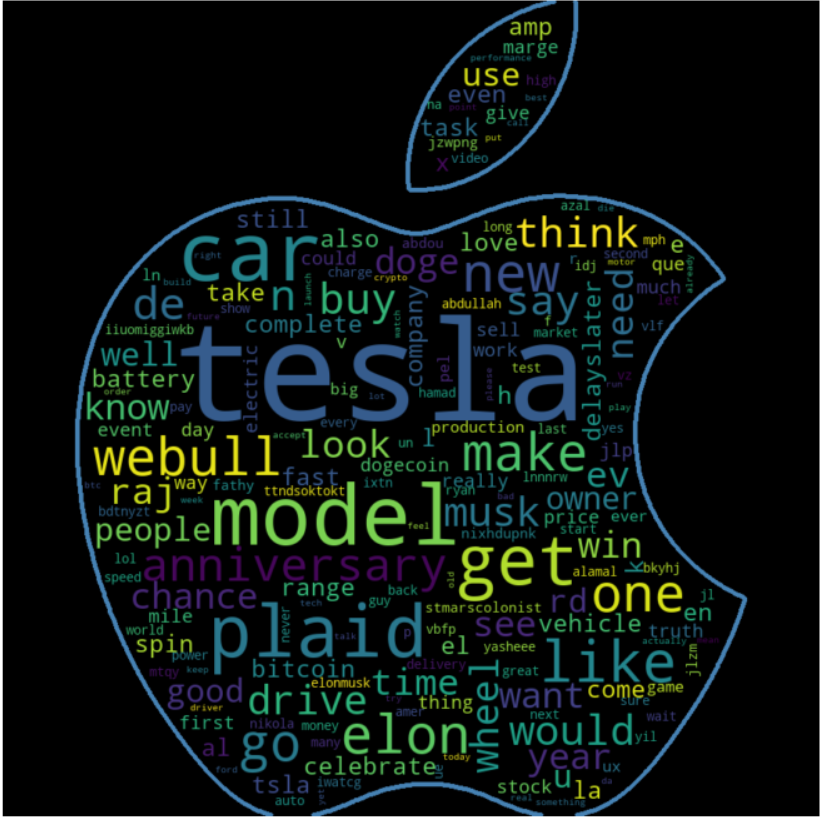 amp
marge
performance
use
high
even
best
na
point
give
call
task
put
jzwpng
x
video
azal
die
still
long
think
mph
e
car
also
abdou
love
r
second
right
could
doge
new
idj
que
already
ln
charge
crypto
need
much
take
n
buy
say
let
build
launch
abdullah
de
show
motor
future
complete
company
f
vlf
iiuomiggiwkb
watch
sell
market
delayslater
well
v
tesla
work
electric
pel
test
vz
battery
big
please
run
order
lot
hamad
h
know
pay
play
event
day
every
production
last
yes
accept
look
un
l
make
jlp
webull
dogecoin
way
fast
ixtn
really
ev
btc
raj
fathy
ttndsoktokt
ryan
lnnnrw
owner
week
bad
bdtnyzt
model
musk
price
ever
people
feel
nixhdupnk
start
lol
get
win
k
bkyhj
anniversary
alamal
speed
old
tech
back
one
jl
chance
range
guy
stmarscolonist
rd
mile
never
see
vehicle
en
world
plaid
talk
p
vbfp
truth
spin
el
yasheee
actually
power
like
jlzm
mtqy
keep
bitcoin
delivery
great
elonmusk
time
wheel
want
come
game
good
drive
try
thing
sure
driver
amer
next
first
nikola
money
elon
would
wait
yil
al
go
many
year
today
celebrate
ue
ux
ford
tsla
iwatcg
stock
u
la
da
auto
yet
real
something